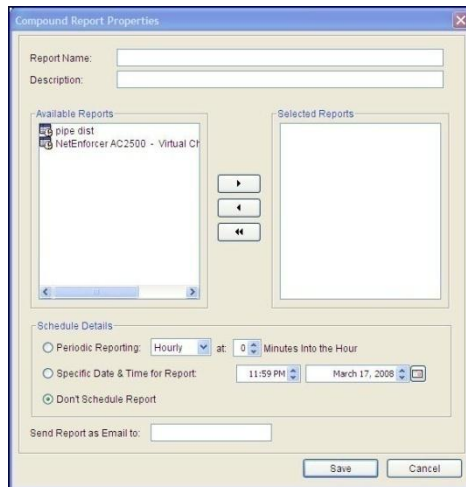 Compound Report Properties
Report Name:
Description:
Available Reports
Selected Reports
pipe dist
NetEnforcer AC2500 - Virtual Ch
Schedule Details
Periodic Reporting: Hourly at: 0 Minutes Into the Hour
Specific Date & Time for Report: 11:59 PM March 17, 2008
Don't Schedule Report
Send Report as Email to:
Save Cancel